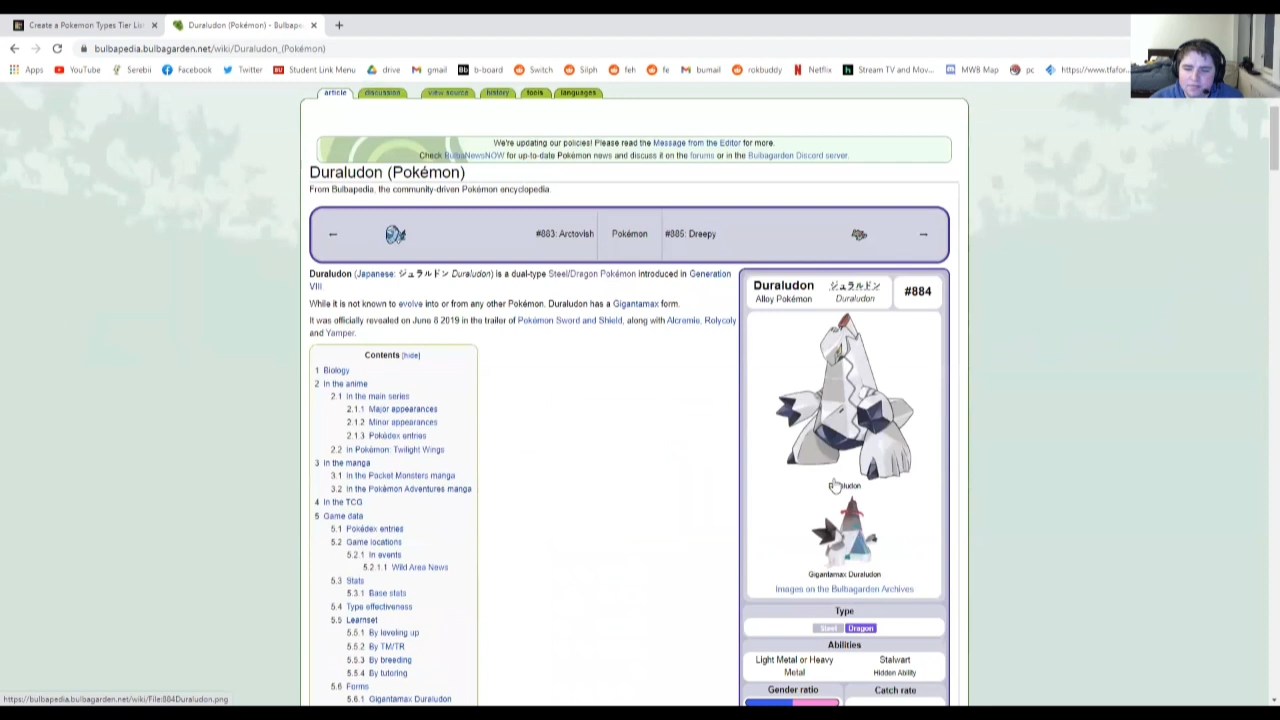 Create a Pokemon Types Tier Lis
Duraludon (Pokémon) - Bulbape
bulbapedia.bulbagarden.net/wiki/Duraludon_(Pokémon)
Apps YouTube Serebii Facebook Twitter Student Link Menu drive gmail b-board Switch Silph feh fe bumail rokbuddy Netflix Stream TV and Mov... MWB Map pc https://www.tfafor...
article discussion view source history tools languages
We're updating our policies! Please read the Message from the Editor for more.
Check BulbaNewsNOW for up-to-date Pokémon news and discuss it on the forums or in the Bulbagarden Discord server.
Duraludon (Pokémon)
From Bulbapedia, the community-driven Pokémon encyclopedia.
← #883: Arctovish Pokémon #885: Dreepy →
Duraludon (Japanese: ジュラルドン Duraludon) is a dual-type Steel/Dragon Pokémon introduced in Generation
VIII.
While it is not known to evolve into or from any other Pokémon, Duraludon has a Gigantamax form.
It was officially revealed on June 8 2019 in the trailer of Pokémon Sword and Shield, along with Alcremie, Rolycoly
and Yamper.
Contents [hide]
1 Biology
2 In the anime
2.1 In the main series
2.1.1 Major appearances
2.1.2 Minor appearances
2.1.3 Pokédex entries
2.2 In Pokémon: Twilight Wings
3 In the manga
3.1 In the Pocket Monsters manga
3.2 In the Pokémon Adventures manga
4 In the TCG
5 Game data
5.1 Pokédex entries
5.2 Game locations
5.2.1 In events
5.2.1.1 Wild Area News
5.3 Stats
5.3.1 Base stats
5.4 Type effectiveness
5.5 Learnset
5.5.1 By leveling up
5.5.2 By TM/TR
5.5.3 By breeding
5.5.4 By tutoring
5.6 Forms
5.6.1 Gigantamax Duraludon
Duraludon ジュラルドン #884
Alloy Pokémon Duraludon
Duraludon
Gigantamax Duraludon
Images on the Bulbagarden Archives
Type
Steel Dragon
Abilities
Light Metal or Heavy Stalwart
Metal Hidden Ability
Gender ratio Catch rate
https://bulbapedia.bulbagarden.net/wiki/File:884Duraludon.png